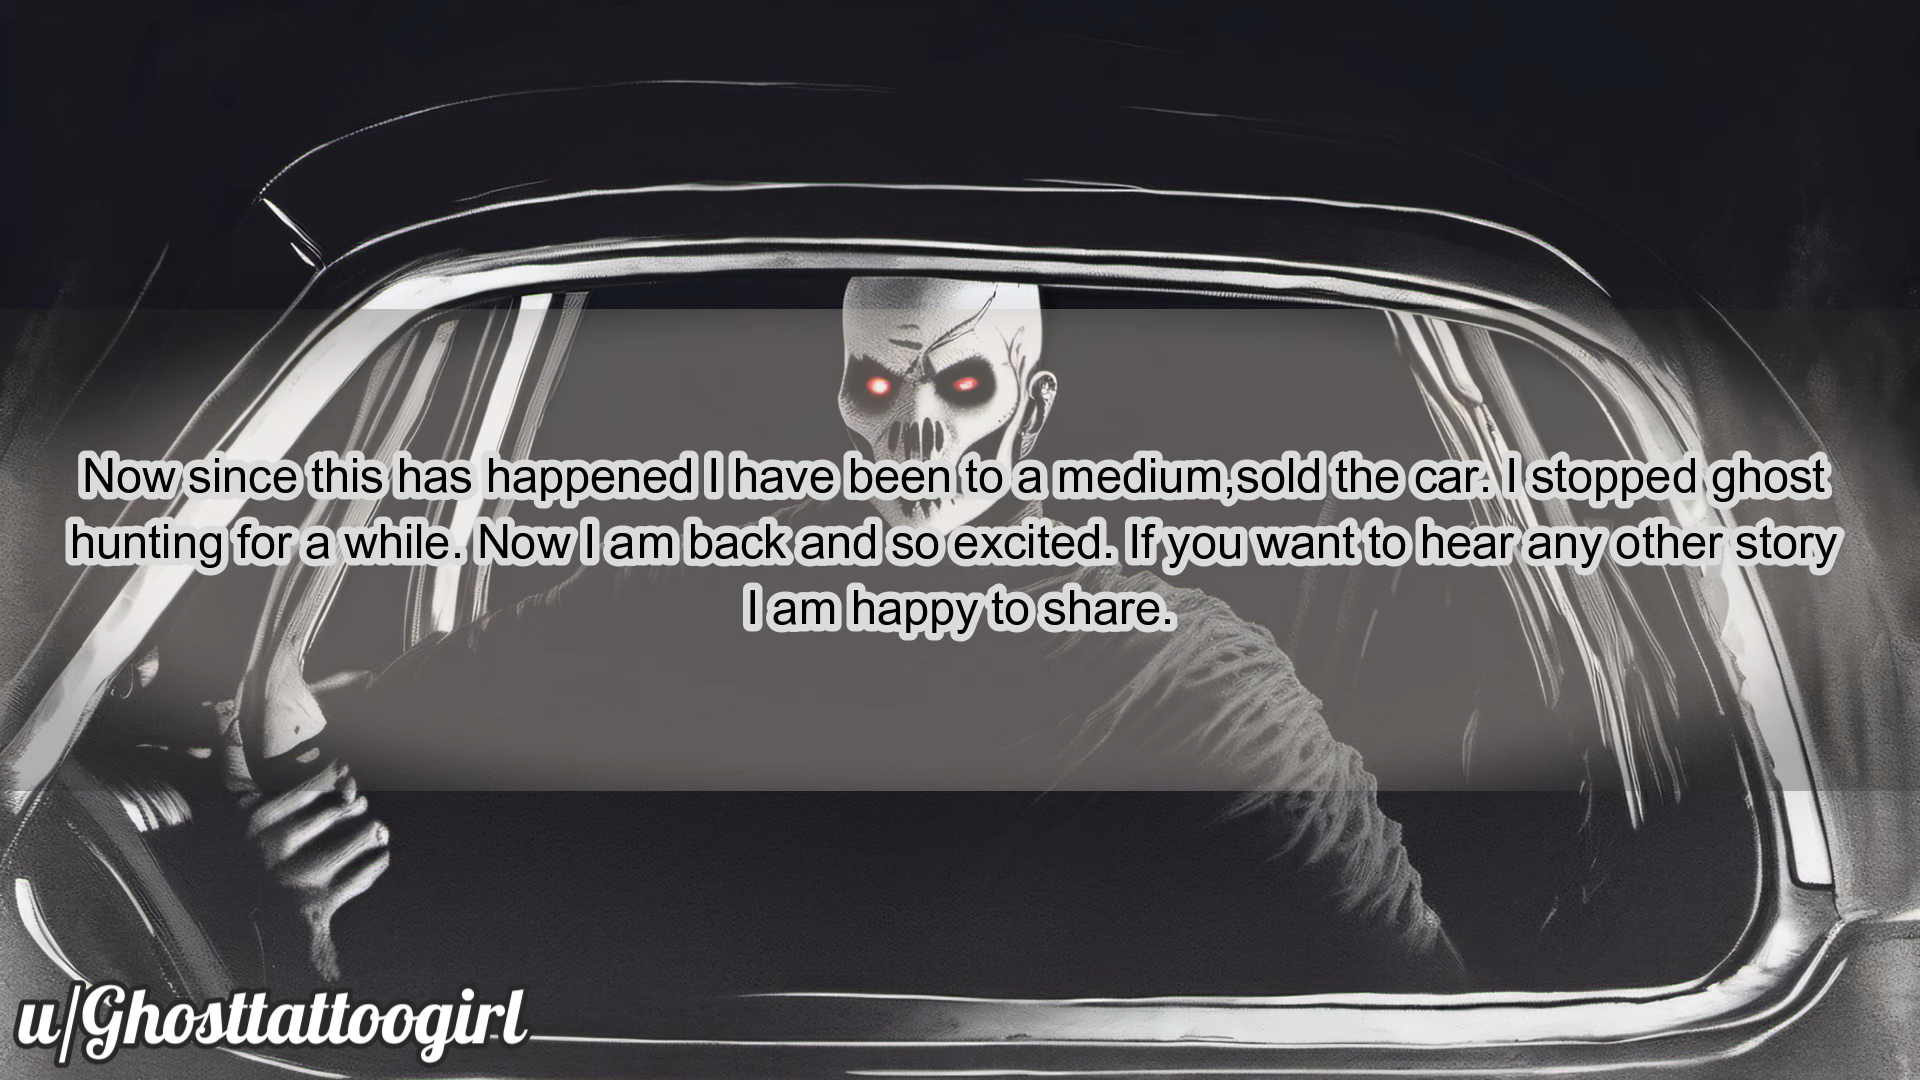 Now since this has happened I have been to a medium,sold the car. I stopped ghost
hunting for a while. Now I am back and so excited. If you want to hear any other story
I am happy to share.
u/Ghosttattoogirl